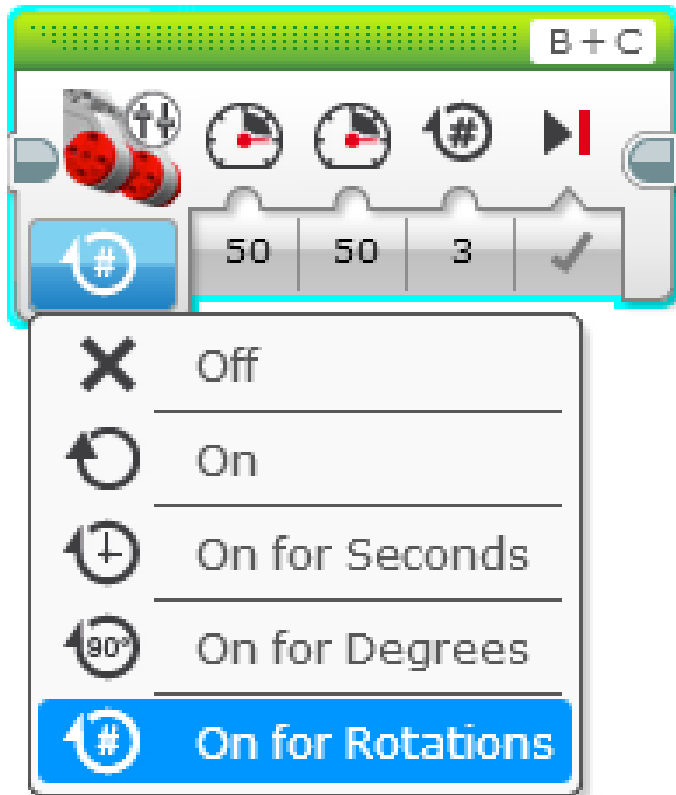 B + C
#
# 50 50 3
Off
On
On for Seconds
90° On for Degrees
# On for Rotations